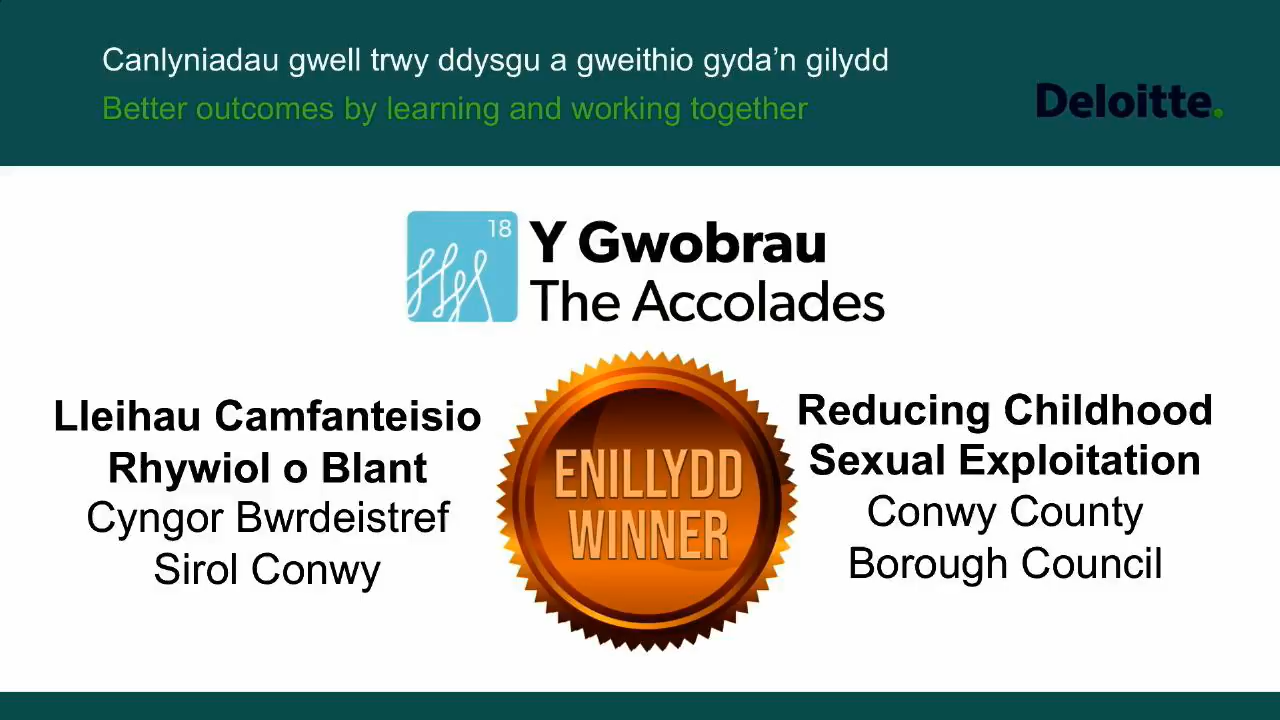 Canlyniadau gwell trwy ddysgu a gweithio gyda’n gilydd
Better outcomes by learning and working together
Deloitte.
18
Y Gwobrau
The Accolades
Lleihau Camfanteisio
Rhywiol o Blant
Cyngor Bwrdeistref
Sirol Conwy
ENILLYDD
WINNER
Reducing Childhood
Sexual Exploitation
Conwy County
Borough Council